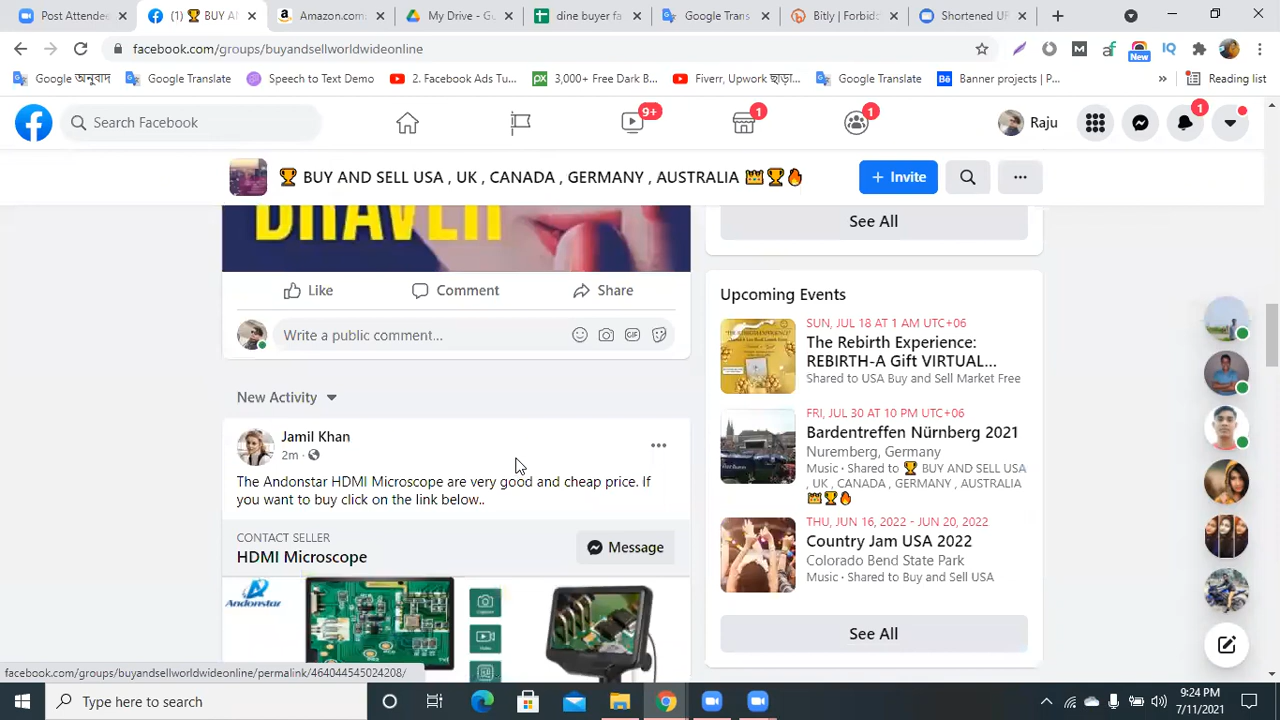 Post Attende
(1) BUY AN
Amazon.com
My Drive - G
dine buyer fa
Google Trans
Bitly | Forbid
Shortened U
facebook.com/groups/buyandsellworldwideonline
M
af
New
IQ
Google অনুবাদ
Google Translate
Speech to Text Demo
2. Facebook Ads Tu...
px
3,000+ Free Dark B...
Fiverr, Upwork ছাড়া...
Google Translate
Bē
Banner projects | P...
»
Reading list
Search Facebook
9+
1
1
Raju
1
🏆 BUY AND SELL USA , UK , CANADA , GERMANY , AUSTRALIA 👑🏆🔥
+ Invite
BRAVER
See All
Like
Comment
Share
Write a public comment...
GIF
Upcoming Events
SUN, JUL 18 AT 1 AM UTC+06
The Rebirth Experience:
REBIRTH-A Gift VIRTUAL...
Shared to USA Buy and Sell Market Free
FRI, JUL 30 AT 10 PM UTC+06
Bardentreffen Nürnberg 2021
Nuremberg, Germany
Music · Shared to 🏆 BUY AND SELL USA
, UK , CANADA , GERMANY , AUSTRALIA
👑🏆🔥
THU, JUN 16, 2022 - JUN 20, 2022
Country Jam USA 2022
Colorado Bend State Park
Music · Shared to Buy and Sell USA
See All
New Activity
Jamil Khan
2m ·
The Andonstar HDMI Microscope are very good and cheap price. If
you want to buy click on the link below..
CONTACT SELLER
HDMI Microscope
Message
Andonstar
facebook.com/groups/buyandsellworldwideonline/permalink/464044545024208/
Type here to search
9:24 PM
7/11/2021